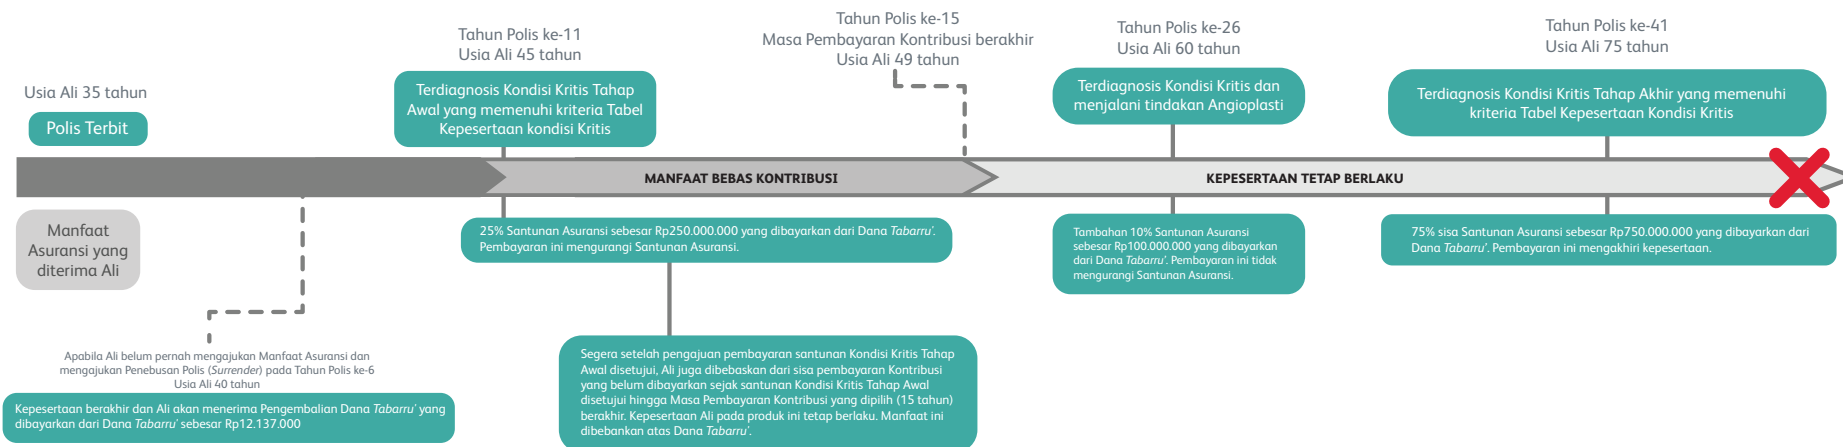 Usia Ali 35 tahun
Polis Terbit
Tahun Polis ke-11
Usia Ali 45 tahun
Terdiagnosis Kondisi Kritis Tahap
Awal yang memenuhi kriteria Tabel
Kepesertaan kondisi Kritis
Tahun Polis ke-15
Masa Pembayaran Kontribusi berakhir
Usia Ali 49 tahun
Tahun Polis ke-26
Usia Ali 60 tahun
Terdiagnosis Kondisi Kritis dan
menjalani tindakan Angioplasti
Tahun Polis ke-41
Usia Ali 75 tahun
Terdiagnosis Kondisi Kritis Tahap Akhir yang memenuhi
kriteria Tabel Kepesertaan Kondisi Kritis
MANFAAT BEBAS KONTRIBUSI
KEPESERTAAN TETAP BERLAKU
Manfaat
Asuransi yang
diterima Ali
25% Santunan Asuransi sebesar Rp250.000.000 yang dibayarkan dari Dana Tabarru’.
Pembayaran ini mengurangi Santunan Asuransi.
Tambahan 10% Santunan Asuransi
sebesar Rp100.000.000 yang dibayarkan
dari Dana Tabarru’. Pembayaran ini tidak
mengurangi Santunan Asuransi.
75% sisa Santunan Asuransi sebesar Rp750.000.000 yang dibayarkan dari
Dana Tabarru’. Pembayaran ini mengakhiri kepesertaan.
Apabila Ali belum pernah mengajukan Manfaat Asuransi dan
mengajukan Penebusan Polis (Surrender) pada Tahun Polis ke-6
Usia Ali 40 tahun
Kepesertaan berakhir dan Ali akan menerima Pengembalian Dana Tabarru’ yang
dibayarkan dari Dana Tabarru’ sebesar Rp12.137.000
Segera setelah pengajuan pembayaran santunan Kondisi Kritis Tahap
Awal disetujui, Ali juga dibebaskan dari sisa pembayaran Kontribusi
yang belum dibayarkan sejak santunan Kondisi Kritis Tahap Awal
disetujui hingga Masa Pembayaran Kontribusi yang dipilih (15 tahun)
berakhir. Kepesertaan Ali pada produk ini tetap berlaku. Manfaat ini
dibebankan atas Dana Tabarru’.